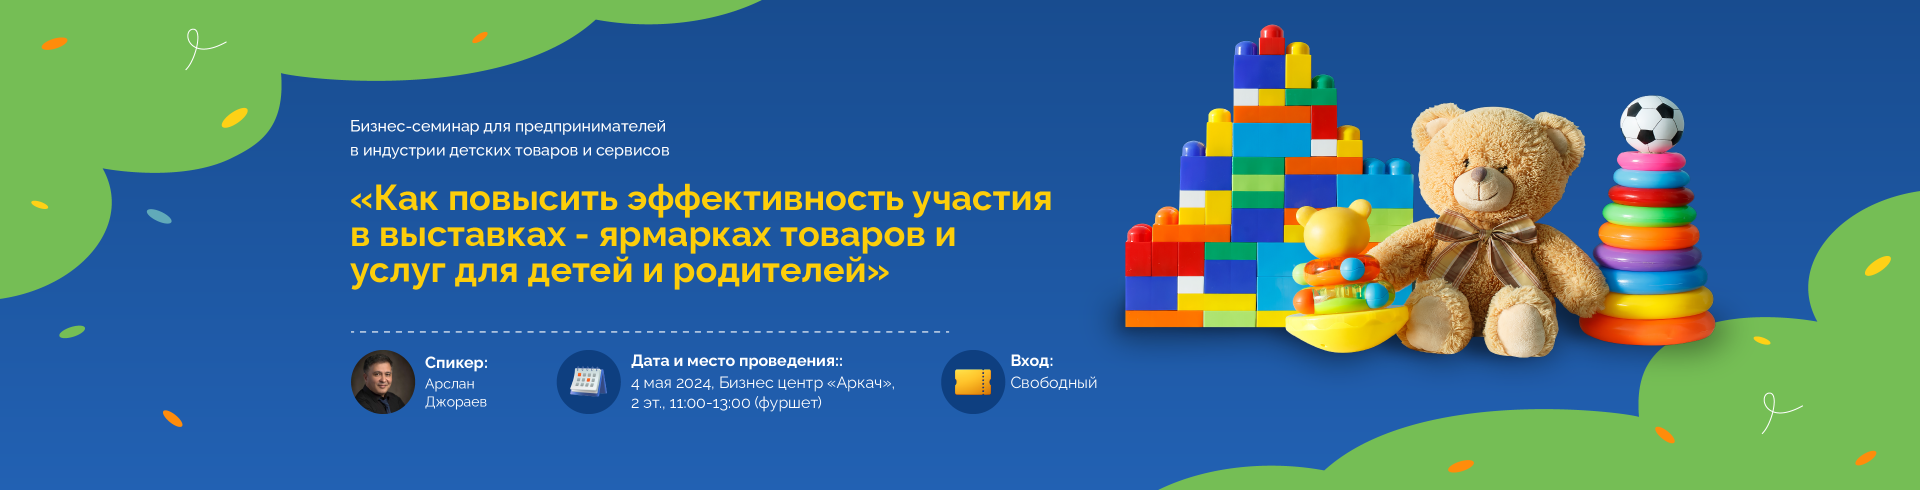 Бизнес-семинар для предпринимателей
в индустрии детских товаров и сервисов
«Как повысить эффективность участия
в выставках - ярмарках товаров и
услуг для детей и родителей»
Спикер:
Арслан
Джораев
Дата и место проведения::
4 мая 2024, Бизнес центр «Аркач»,
2 эт., 11:00-13:00 (фуршет)
Вход:
Свободный